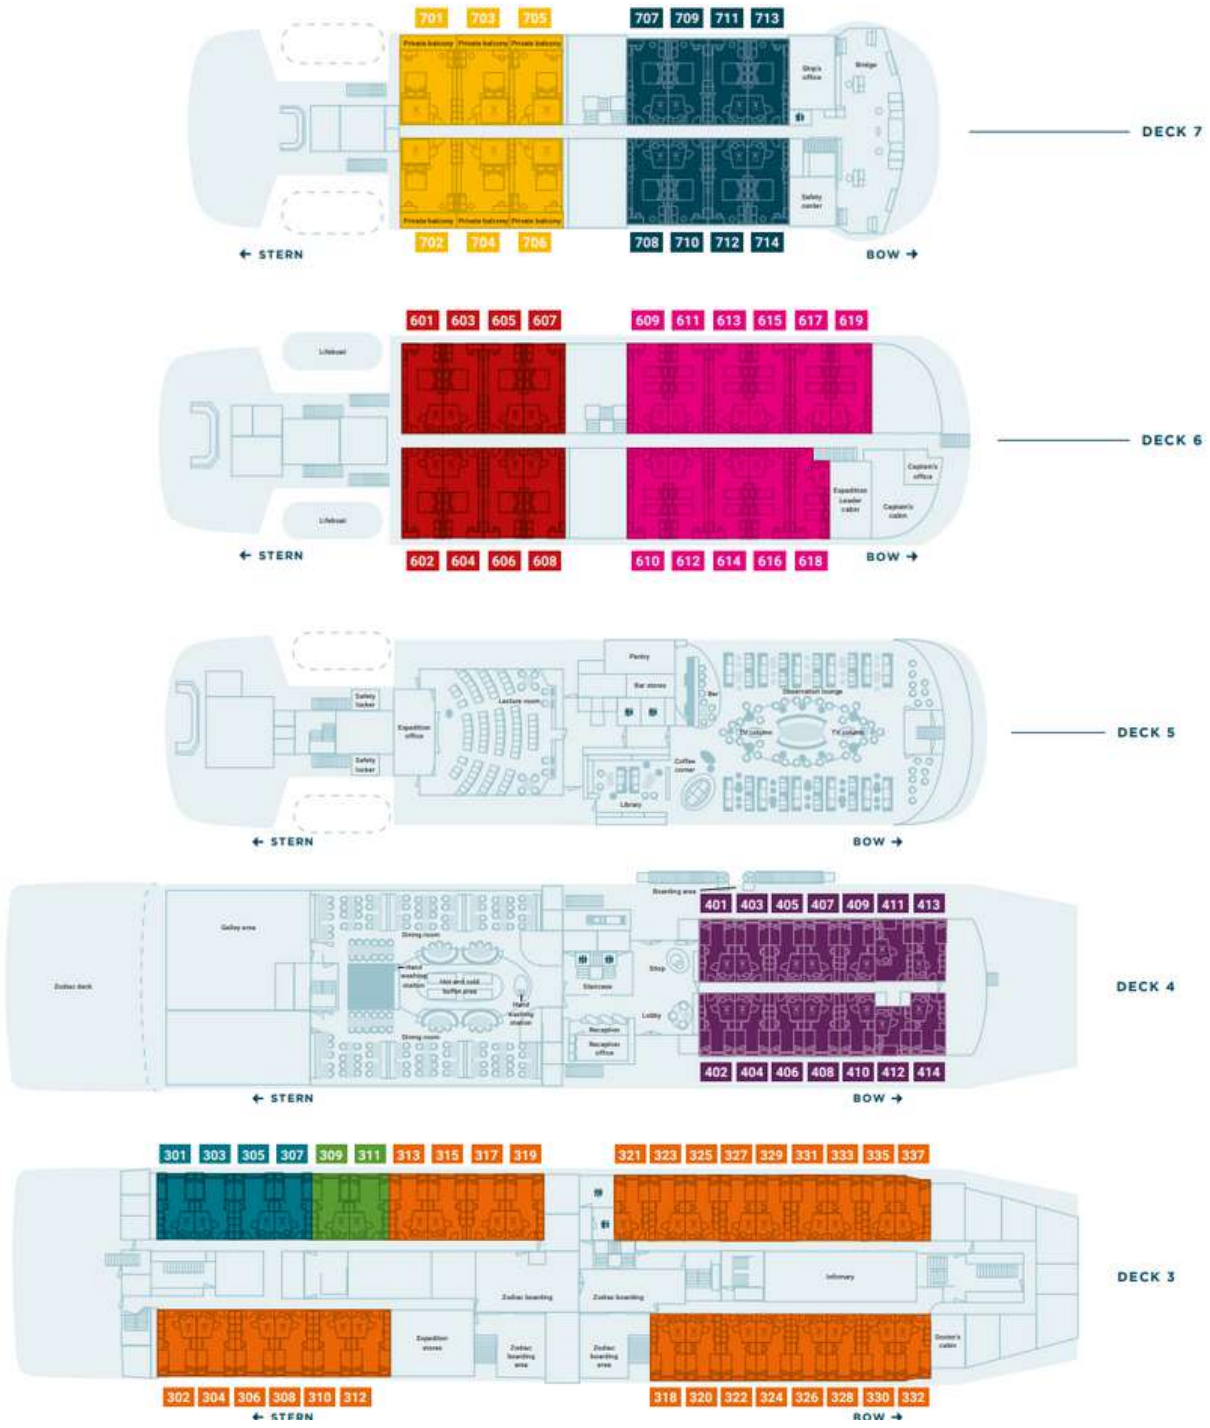 701 703 705 707 709 711 713
Private balcony Private balcony Private balcony
Ship's
office
Bridge
DECK 7
Safety
center
Private balcony Private balcony Private balcony
702 704 706 708 710 712 714
← STERN BOW →
601 603 605 607 609 611 613 615 617 619
Lifeboat
DECK 6
Captain's
office
Expedition
Leader
cabin
Captain's
cabin
Lifeboat
← STERN BOW →
602 604 606 608 610 612 614 616 618
Pantry
Safety
locker
Lecture room
Bar stores
Bar
Observation lounge
Expedition
office
TV column TV column
DECK 5
Safety
locker
Coffee
corner
Library
← STERN BOW →
Boarding area
401 403 405 407 409 411 413
Galley area
Dining room
Hand
washing
station
Hot and cold
buffet area
Shop
Zodiac deck
Staircase
DECK 4
Hand
washing
station
Lobby
Reception
Dining room
Reception
office
402 404 406 408 410 412 414
← STERN BOW →
301 303 305 307 309 311 313 315 317 319 321 323 325 327 329 331 333 335 337
Infirmary
DECK 3
Zodiac boarding Zodiac boarding
Expedition
stores
Zodiac
boarding
area
Zodiac
boarding
area
Doctor's
cabin
302 304 306 308 310 312 318 320 322 324 326 328 330 332
← STERN BOW →